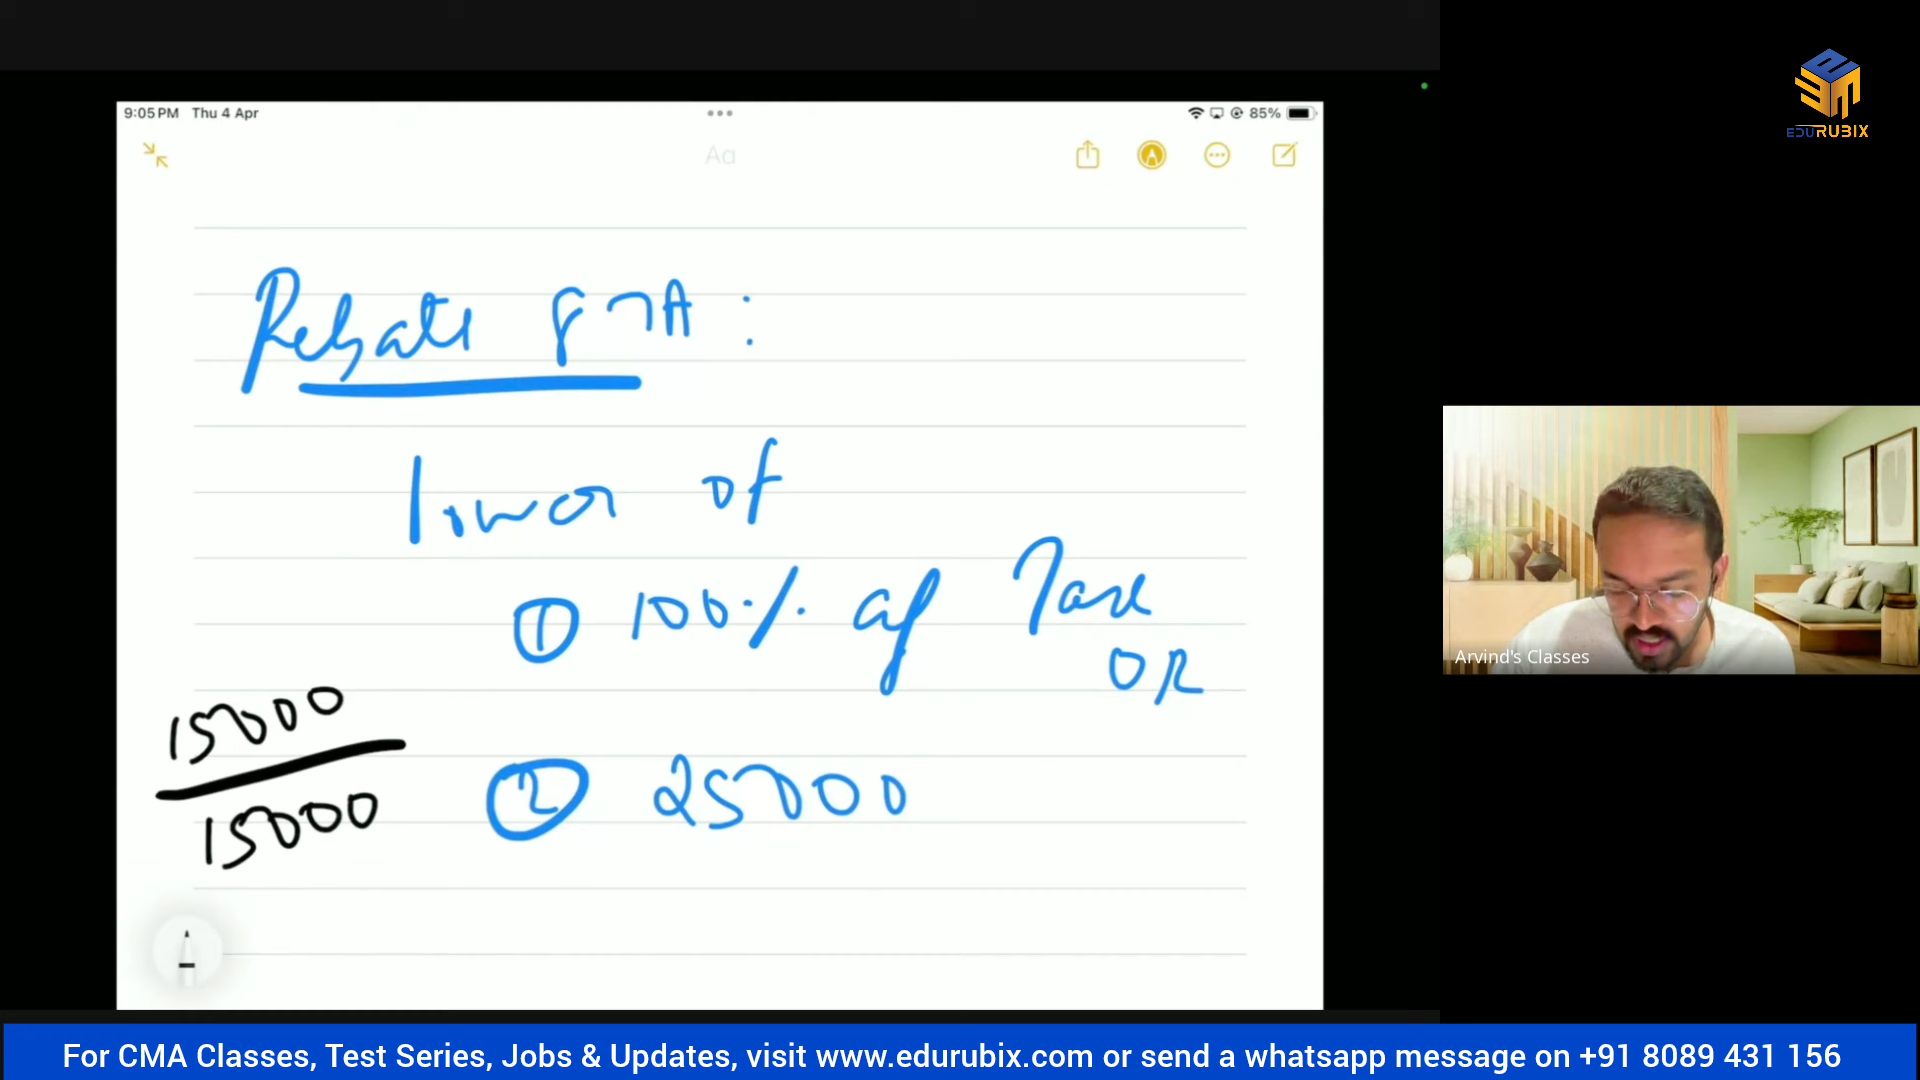 9:05 PM Thu 4 Apr
85%
Aa
EDURUBIX
Rebate 87A :
lower of
① 100% of Tax
OR
15000
② 25000
15000
Arvind's Classes
For CMA Classes, Test Series, Jobs & Updates, visit www.edurubix.com or send a whatsapp message on +91 8089 431 156